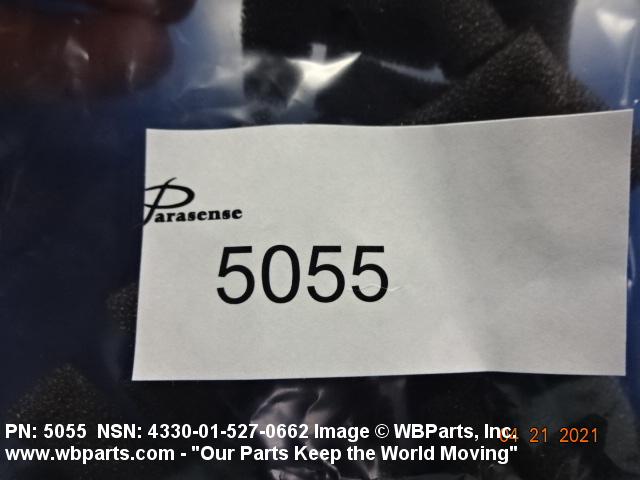 Parasense
5055
PN: 5055 NSN: 4330-01-527-0662 Image © WBParts, Inc.
04 21 2021
www.wbparts.com - "Our Parts Keep the World Moving"